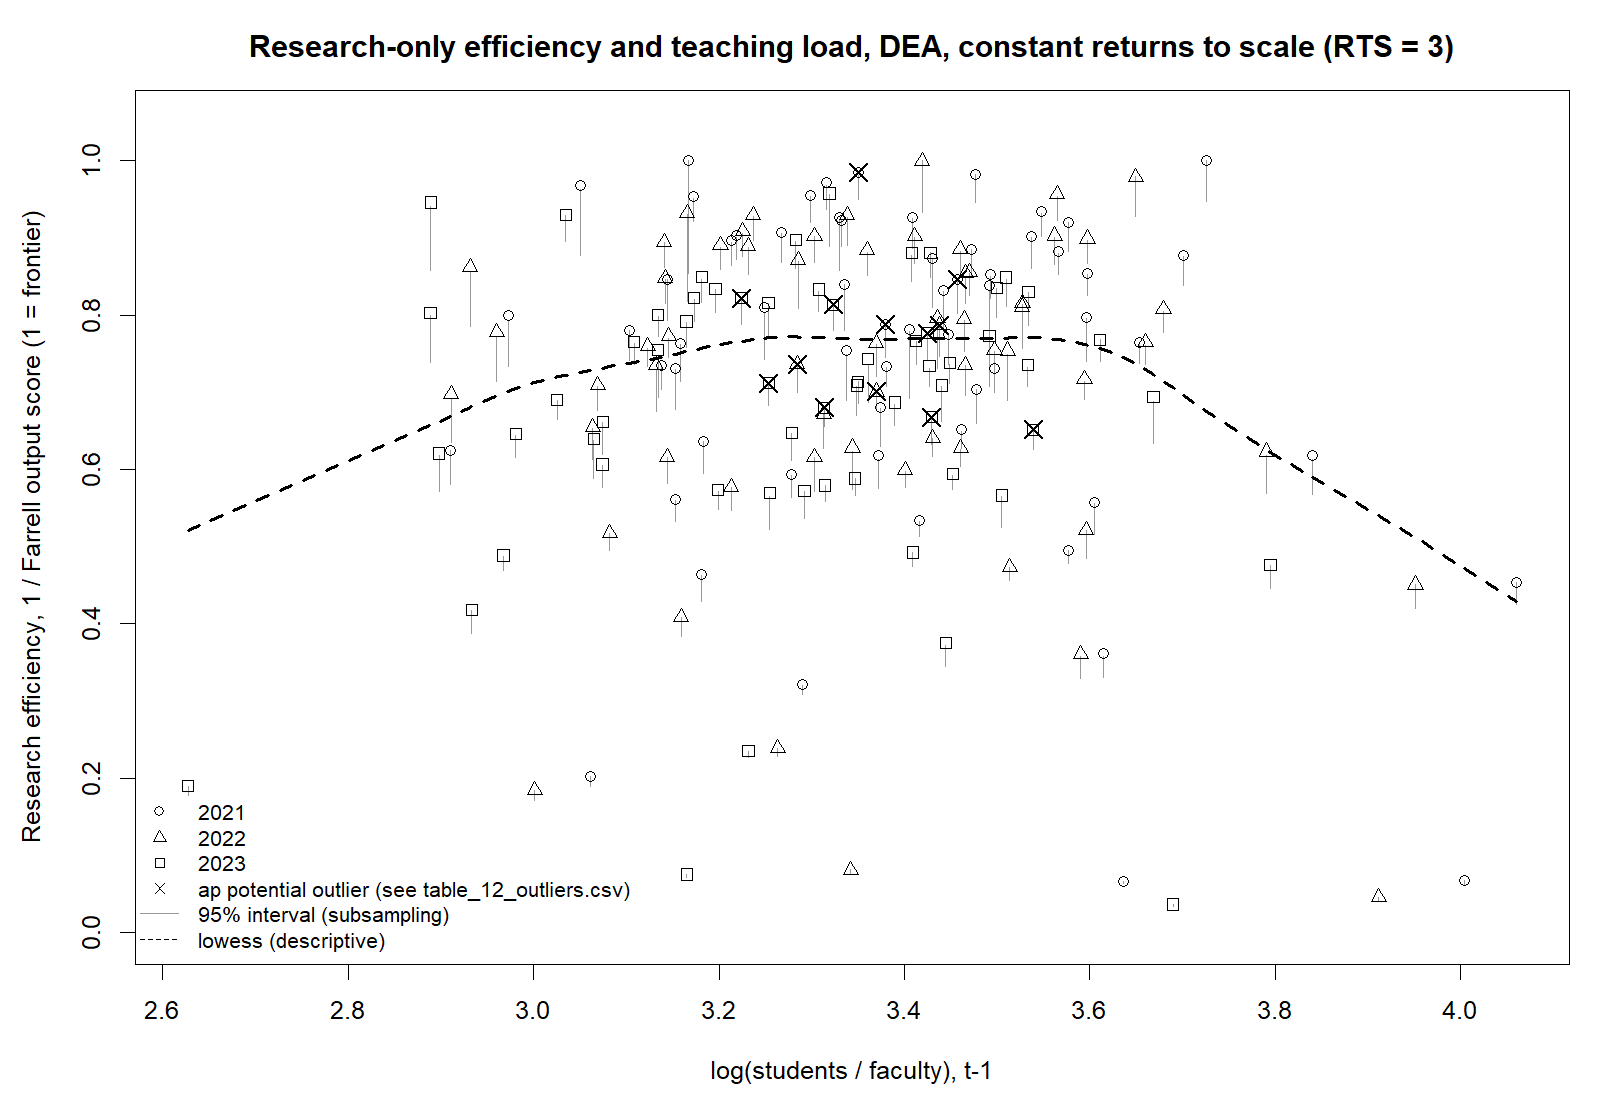 Research-only efficiency and teaching load, DEA, constant returns to scale (RTS = 3)
Research efficiency, 1 / Farrell output score (1 = frontier)
1.0
0.8
0.6
0.4
0.2
0.0
2021
2022
2023
ap potential outlier (see table_12_outliers.csv)
95% interval (subsampling)
lowess (descriptive)
2.6 2.8 3.0 3.2 3.4 3.6 3.8 4.0
log(students / faculty), t-1